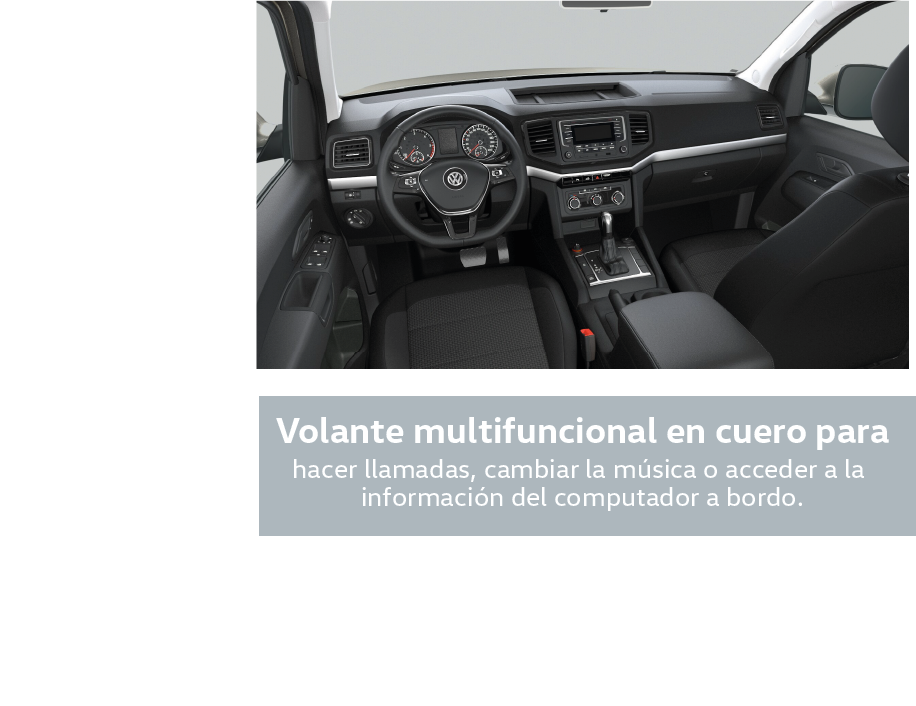 Volante multifuncional en cuero para
hacer llamadas, cambiar la música o acceder a la
información del computador a bordo.